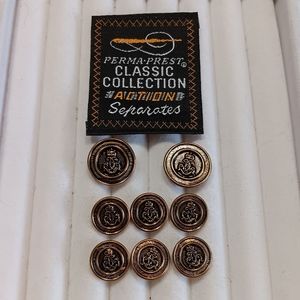 PERMA-PREST®
CLASSIC
COLLECTION
ACTION
Separates